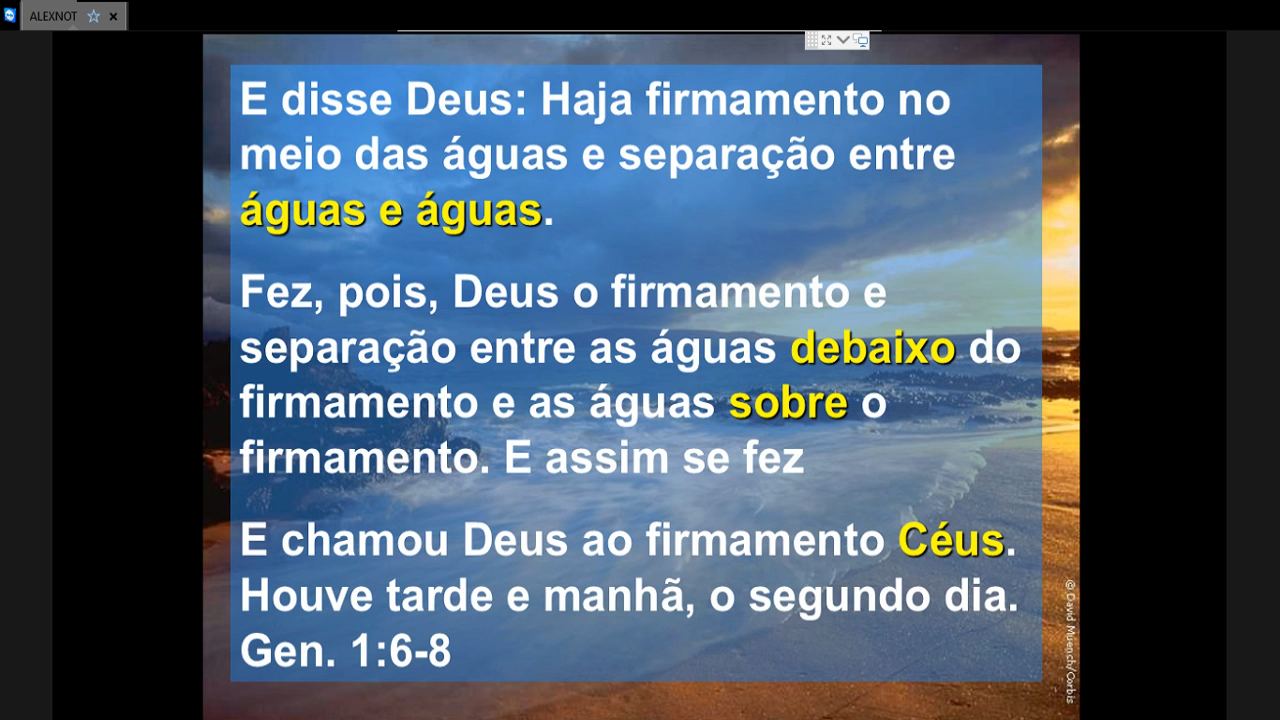 ALEXNOT
E disse Deus: Haja firmamento no
meio das águas e separação entre
águas e águas.
Fez, pois, Deus o firmamento e
separação entre as águas debaixo do
firmamento e as águas sobre o
firmamento. E assim se fez
E chamou Deus ao firmamento Céus.
Houve tarde e manhã, o segundo dia.
Gen. 1:6-8
© David Muench/Corbis